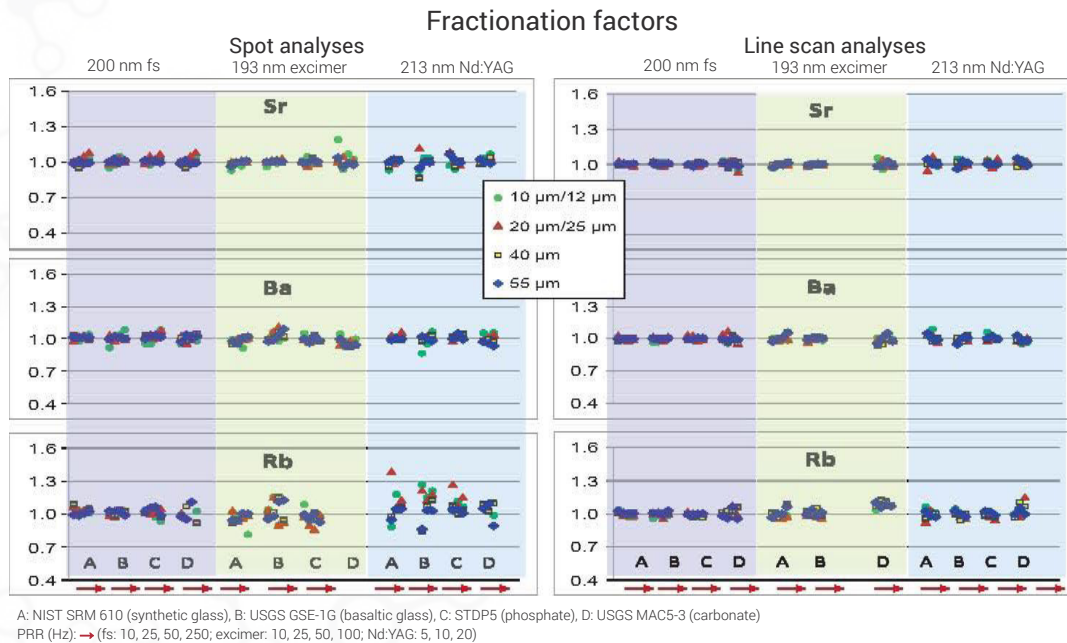 Fractionation factors
Spot analyses
Line scan analyses
200 nm fs 193 nm excimer 213 nm Nd:YAG
200 nm fs 193 nm excimer 213 nm Nd:YAG
1.6
1.3
1.0
0.7
0.4
Sr
1.6
1.3
1.0
0.7
0.4
Sr
10 µm/12 µm
20 µm/25 µm
40 µm
55 µm
1.6
1.3
1.0
0.7
0.4
Ba
1.6
1.3
1.0
0.7
0.4
Ba
1.6
1.3
1.0
0.7
0.4
Rb
A B C D A B C D A B C D
1.6
1.3
1.0
0.7
0.4
Rb
A B C D A B D A B C D
A: NIST SRM 610 (synthetic glass), B: USGS GSE-1G (basaltic glass), C: STDP5 (phosphate), D: USGS MAC5-3 (carbonate)
PRR (Hz): → (fs: 10, 25, 50, 250; excimer: 10, 25, 50, 100; Nd:YAG: 5, 10, 20)